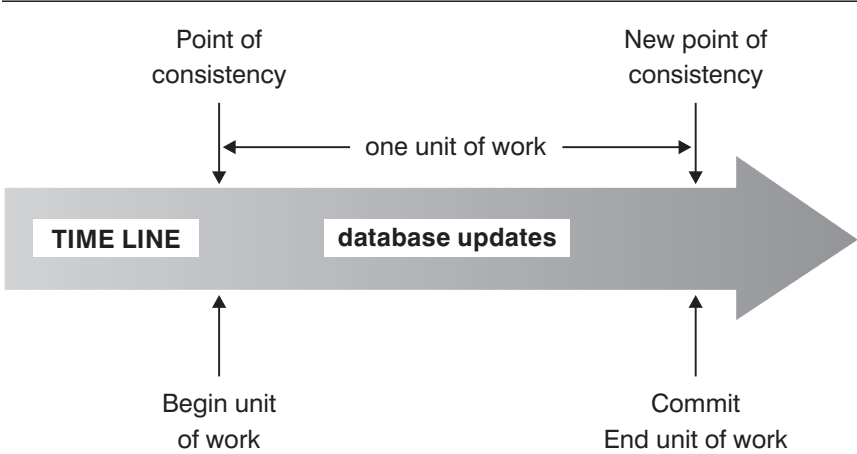 Point of
consistency
New point of
consistency
one unit of work
TIME LINE
database updates
Begin unit
of work
Commit
End unit of work